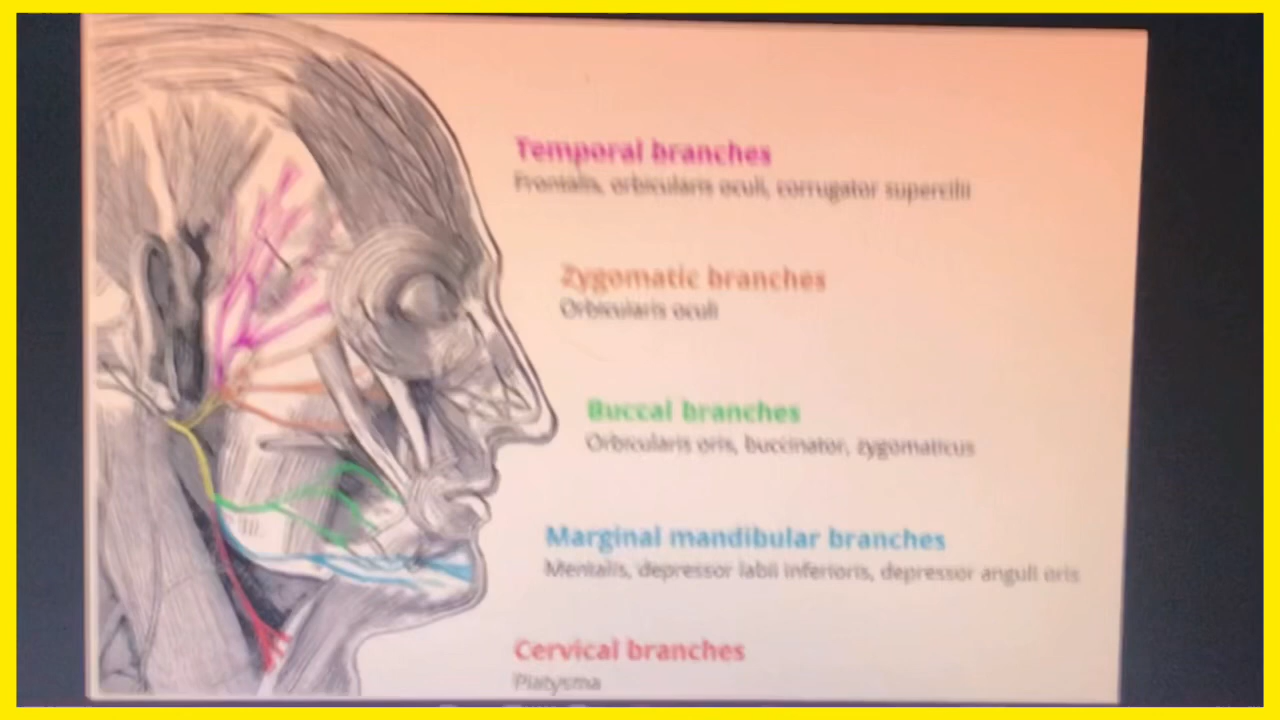 Temporal branches
Frontalis, orbicularis oculi, corrugator supercilii
Zygomatic branches
Orbicularis oculi
Buccal branches
Orbicularis oris, buccinator, zygomaticus
Marginal mandibular branches
Mentalis, depressor labii inferioris, depressor anguli oris
Cervical branches
Platysma